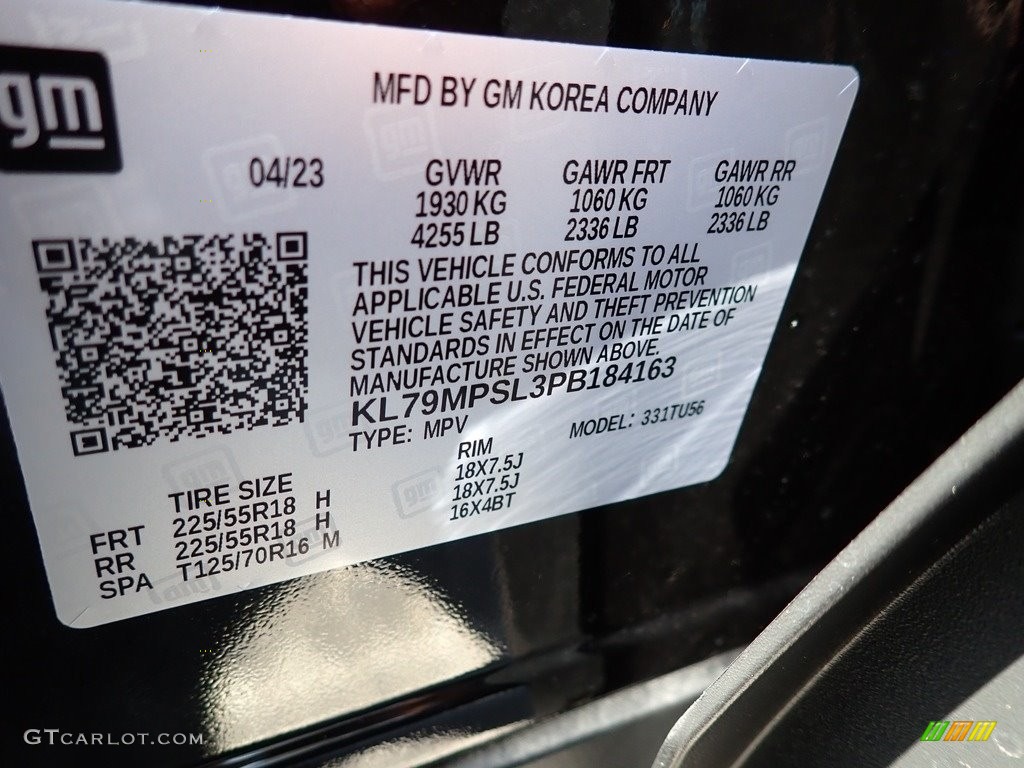 gm
MFD BY GM KOREA COMPANY
04/23 GVWR GAWR FRT GAWR RR
1930 KG 1060 KG 1060 KG
4255 LB 2336 LB 2336 LB
THIS VEHICLE CONFORMS TO ALL
APPLICABLE U.S. FEDERAL MOTOR
VEHICLE SAFETY AND THEFT PREVENTION
STANDARDS IN EFFECT ON THE DATE OF
MANUFACTURE SHOWN ABOVE.
KL79MPSL3PB184163
TYPE: MPV MODEL: 331TU56
TIRE SIZE RIM
FRT 225/55R18 H 18X7.5J
RR 225/55R18 H 18X7.5J
SPA T125/70R16 M 16X4BT
GTCARLOT.COM